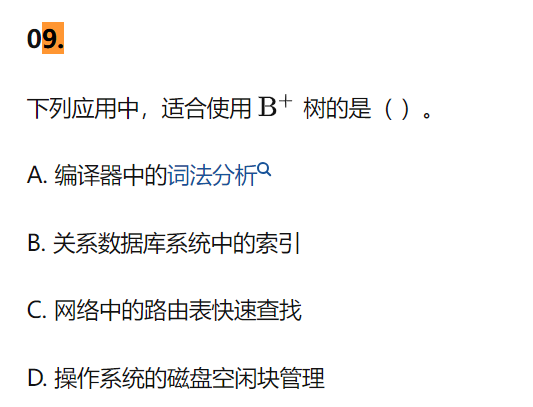 09.
下列应用中，适合使用 B⁺ 树的是（ ）。
A. 编译器中的词法分析
B. 关系数据库系统中的索引
C. 网络中的路由表快速查找
D. 操作系统的磁盘空闲块管理